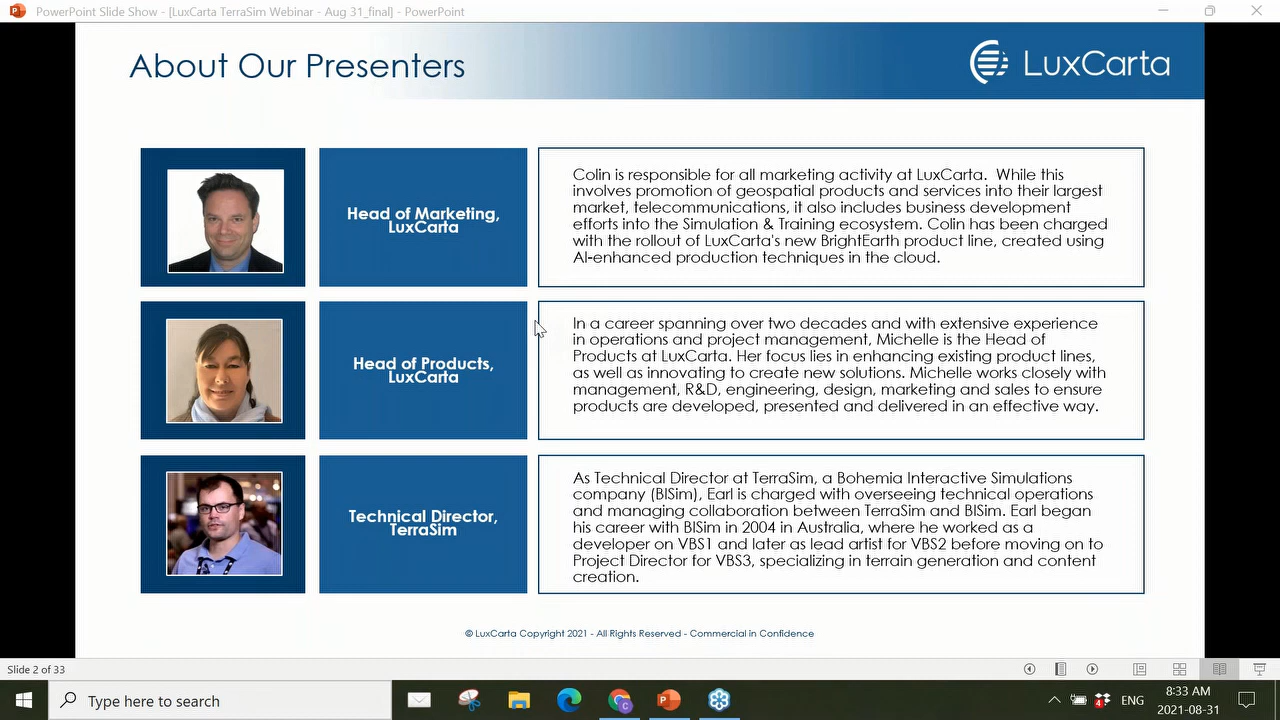 PowerPoint Slide Show - [LuxCarta TerraSim Webinar - Aug 31_final] - PowerPoint
About Our Presenters
LuxCarta
Head of Marketing,
LuxCarta
Colin is responsible for all marketing activity at LuxCarta.  While this
involves promotion of geospatial products and services into their largest
market, telecommunications, it also includes business development
efforts into the Simulation & Training ecosystem. Colin has been charged
with the rollout of LuxCarta's new BrightEarth product line, created using
AI-enhanced production techniques in the cloud.
Head of Products,
LuxCarta
In a career spanning over two decades and with extensive experience
in operations and project management, Michelle is the Head of
Products at LuxCarta. Her focus lies in enhancing existing product lines,
as well as innovating to create new solutions. Michelle works closely with
management, R&D, engineering, design, marketing and sales to ensure
products are developed, presented and delivered in an effective way.
Technical Director,
TerraSim
As Technical Director at TerraSim, a Bohemia Interactive Simulations
company (BISim), Earl is charged with overseeing technical operations
and managing collaboration between TerraSim and BISim. Earl began
his career with BISim in 2004 in Australia, where he worked as a
developer on VBS1 and later as lead artist for VBS2 before moving on to
Project Director for VBS3, specializing in terrain generation and content
creation.
© LuxCarta Copyright 2021 - All Rights Reserved - Commercial in Confidence
Slide 2 of 33
Type here to search
ENG
8:33 AM
2021-08-31